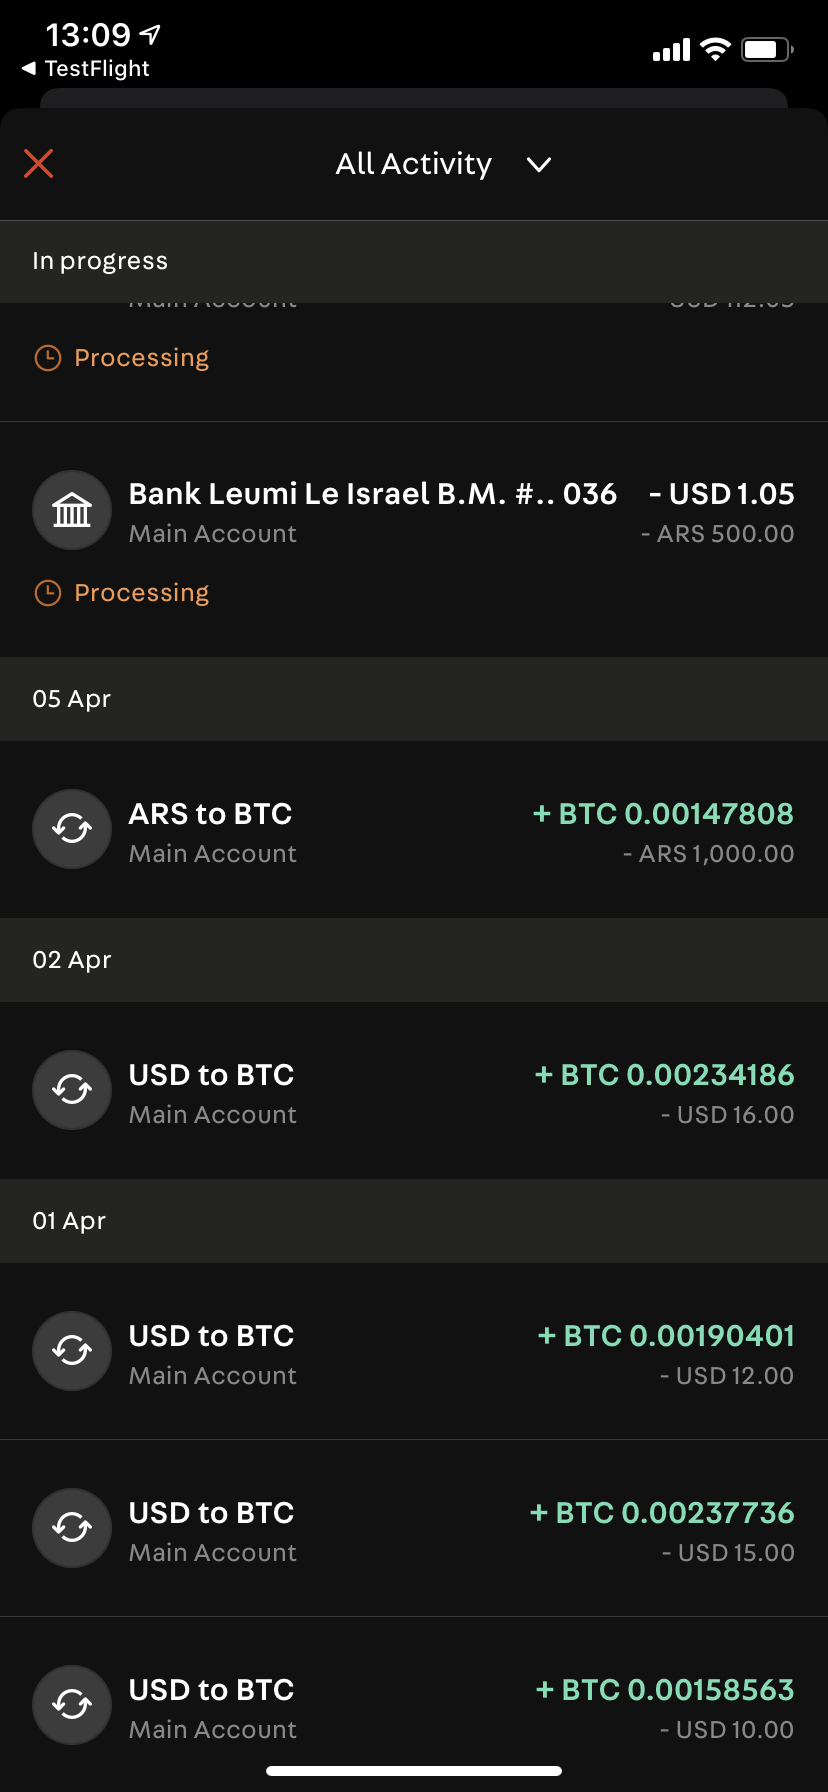 13:09
◀ TestFlight
All Activity
In progress
Main Account
Processing
Bank Leumi Le Israel B.M. #.. 036 - USD 1.05
Main Account - ARS 500.00
Processing
05 Apr
ARS to BTC + BTC 0.00147808
Main Account - ARS 1,000.00
02 Apr
USD to BTC + BTC 0.00234186
Main Account - USD 16.00
01 Apr
USD to BTC + BTC 0.00190401
Main Account - USD 12.00
USD to BTC + BTC 0.00237736
Main Account - USD 15.00
USD to BTC + BTC 0.00158563
Main Account - USD 10.00